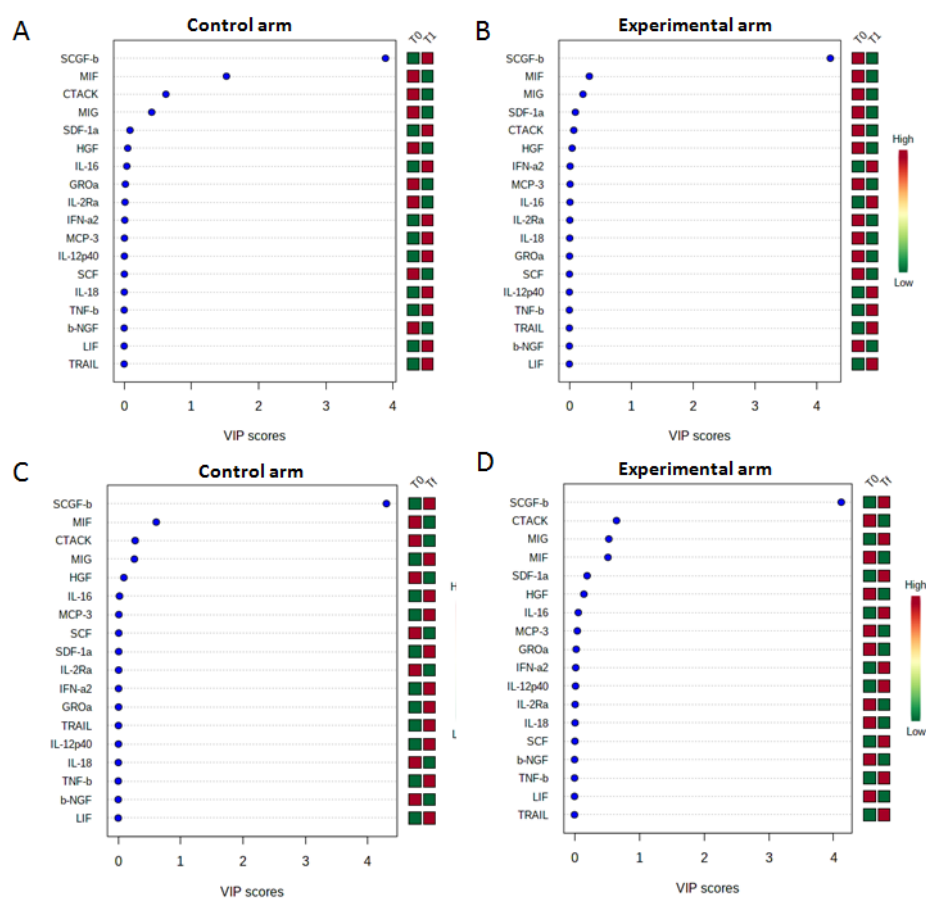 A
Control arm
T0 T1
SCGF-b
MIF
CTACK
MIG
SDF-1a
HGF
IL-16
GROa
IL-2Ra
IFN-a2
MCP-3
IL-12p40
SCF
IL-18
TNF-b
b-NGF
LIF
TRAIL
0 1 2 3 4
VIP scores
B
Experimental arm
T0 T1
SCGF-b
MIF
MIG
SDF-1a
CTACK
HGF
IFN-a2
MCP-3
IL-16
IL-2Ra
IL-18
GROa
SCF
IL-12p40
TNF-b
TRAIL
b-NGF
LIF
0 1 2 3 4
VIP scores
High
Low
C
Control arm
T0 Tf
SCGF-b
MIF
CTACK
MIG
HGF
IL-16
MCP-3
SCF
SDF-1a
IL-2Ra
IFN-a2
GROa
TRAIL
IL-12p40
IL-18
TNF-b
b-NGF
LIF
0 1 2 3 4
VIP scores
H
L
D
Experimental arm
T0 Tf
SCGF-b
CTACK
MIG
MIF
SDF-1a
HGF
IL-16
MCP-3
GROa
IFN-a2
IL-12p40
IL-2Ra
IL-18
SCF
b-NGF
TNF-b
LIF
TRAIL
0 1 2 3 4
VIP scores
High
Low